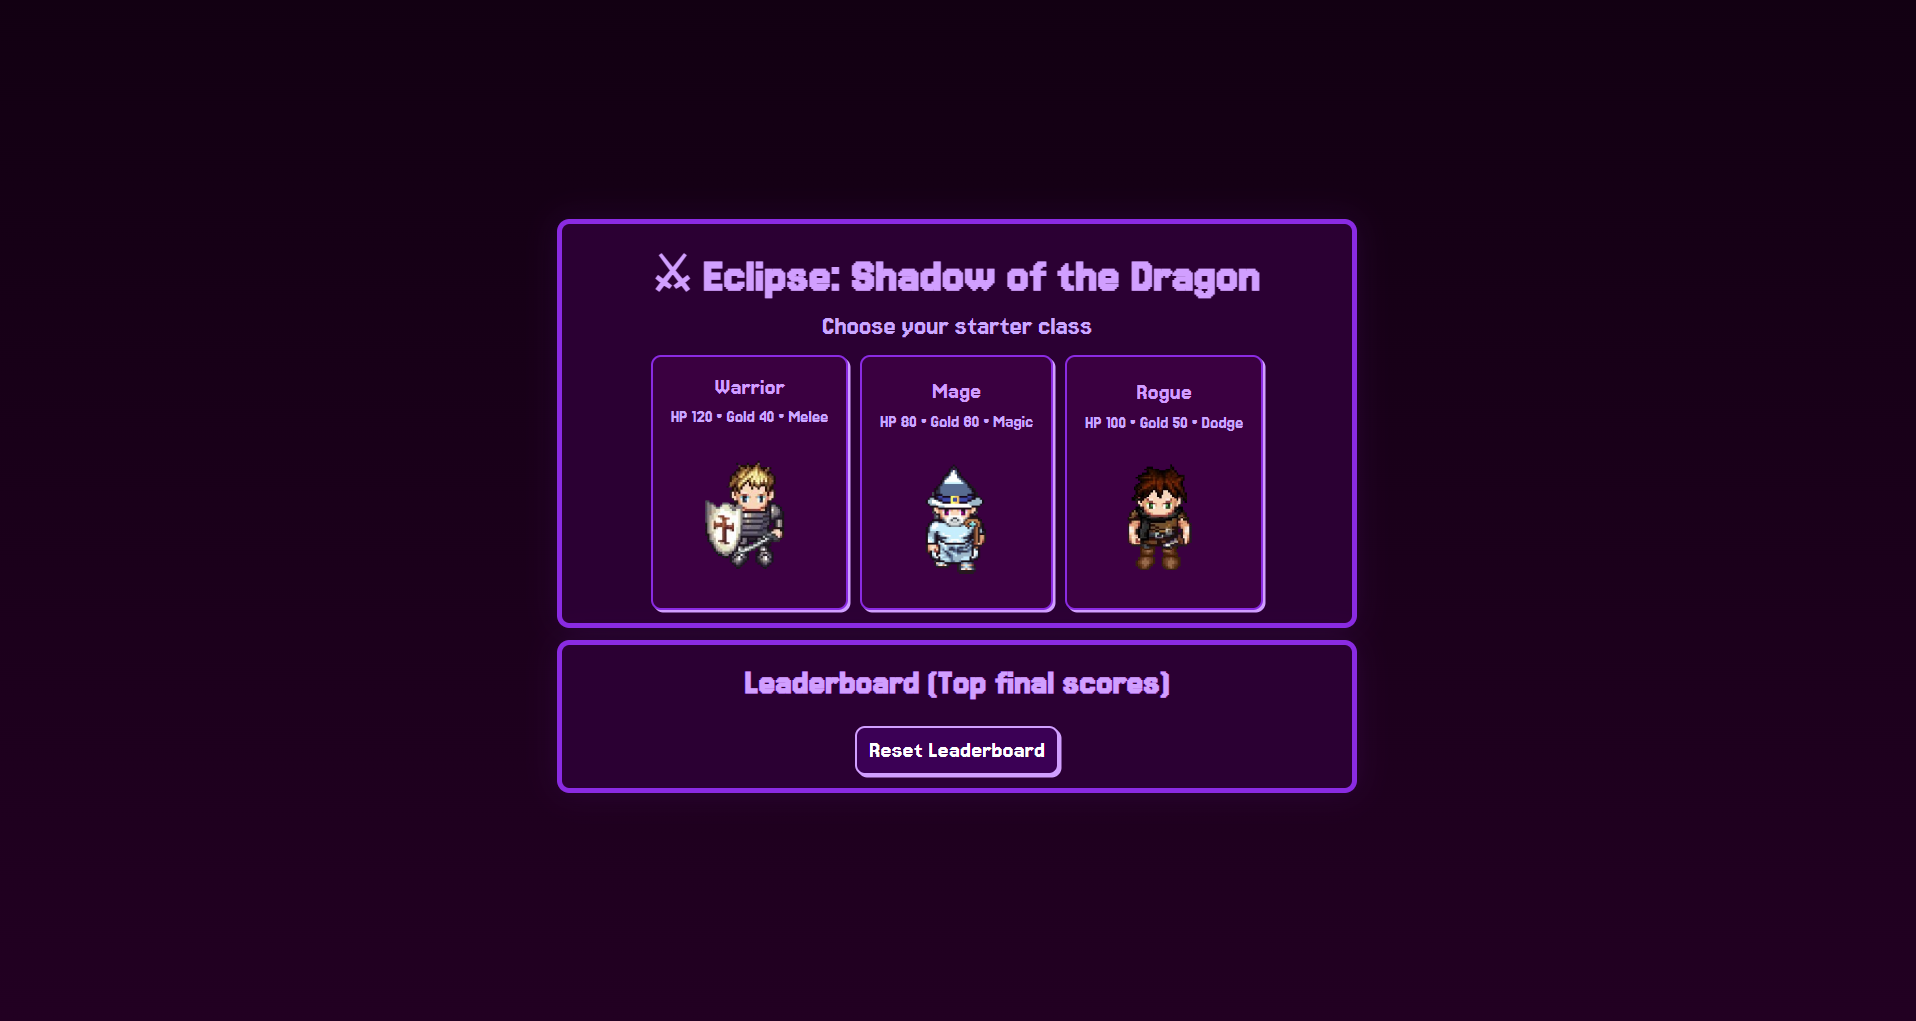 ⚔ Eclipse: Shadow of the Dragon
Choose your starter class
Warrior
HP 120 • Gold 40 • Melee
Mage
HP 80 • Gold 60 • Magic
Rogue
HP 100 • Gold 50 • Dodge
Leaderboard (Top final scores)
Reset Leaderboard